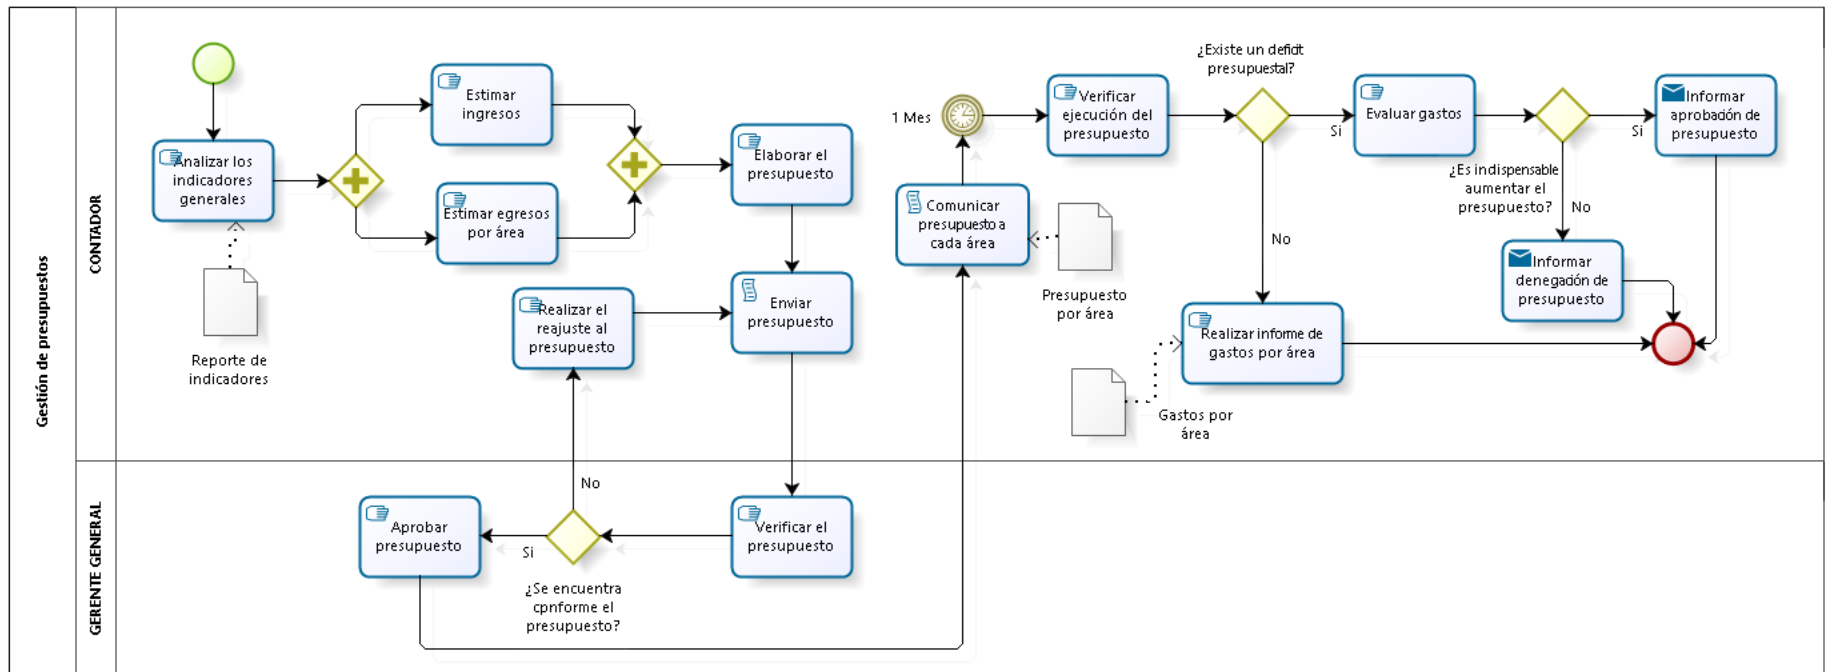 Gestión de presupuestos
CONTADOR
Analizar los
indicadores
generales
Reporte de
indicadores
Estimar
ingresos
Estimar egresos
por área
Elaborar el
presupuesto
Enviar
presupuesto
Realizar el
reajuste al
presupuesto
Comunicar
presupuesto a
cada área
Presupuesto
por área
1 Mes
Verificar
ejecución del
presupuesto
¿Existe un deficit
presupuestal?
Si
No
Evaluar gastos
¿Es indispensable
aumentar el
presupuesto?
Si
No
Informar
aprobación de
presupuesto
Informar
denegación de
presupuesto
Realizar informe de
gastos por área
Gastos por
área
GERENTE GENERAL
Verificar el
presupuesto
¿Se encuentra
cpnforme el
presupuesto?
No
Si
Aprobar
presupuesto